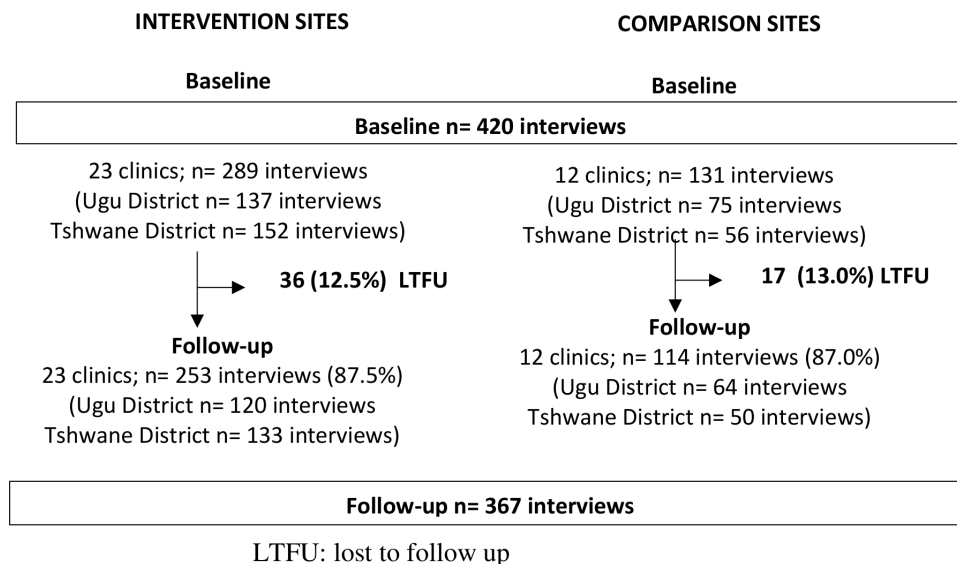 INTERVENTION SITES
COMPARISON SITES
Baseline
Baseline
Baseline n= 420 interviews
23 clinics; n= 289 interviews
(Ugu District n= 137 interviews
Tshwane District n= 152 interviews)
12 clinics; n= 131 interviews
(Ugu District n= 75 interviews
Tshwane District n= 56 interviews)
36 (12.5%) LTFU
17 (13.0%) LTFU
Follow-up
23 clinics; n= 253 interviews (87.5%)
(Ugu District n= 120 interviews
Tshwane District n= 133 interviews)
Follow-up
12 clinics; n= 114 interviews (87.0%)
(Ugu District n= 64 interviews
Tshwane District n= 50 interviews)
Follow-up n= 367 interviews
LTFU: lost to follow up